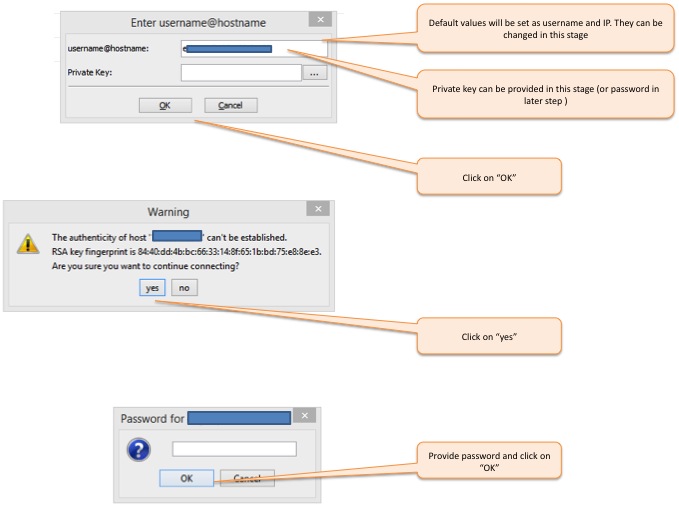 Enter username@hostname
username@hostname:
e
Private Key:
...
OK
Cancel
Default values will be set as username and IP. They can be
changed in this stage
Private key can be provided in this stage (or password in
later step )
Click on “OK”
Warning
The authenticity of host ' ' can't be established.
RSA key fingerprint is 84:40:dd:4b:bc:66:33:14:8f:65:1b:bd:75:e8:8e:e3.
Are you sure you want to continue connecting?
yes
no
Click on “yes”
Password for
OK
Cancel
Provide password and click on
“OK”